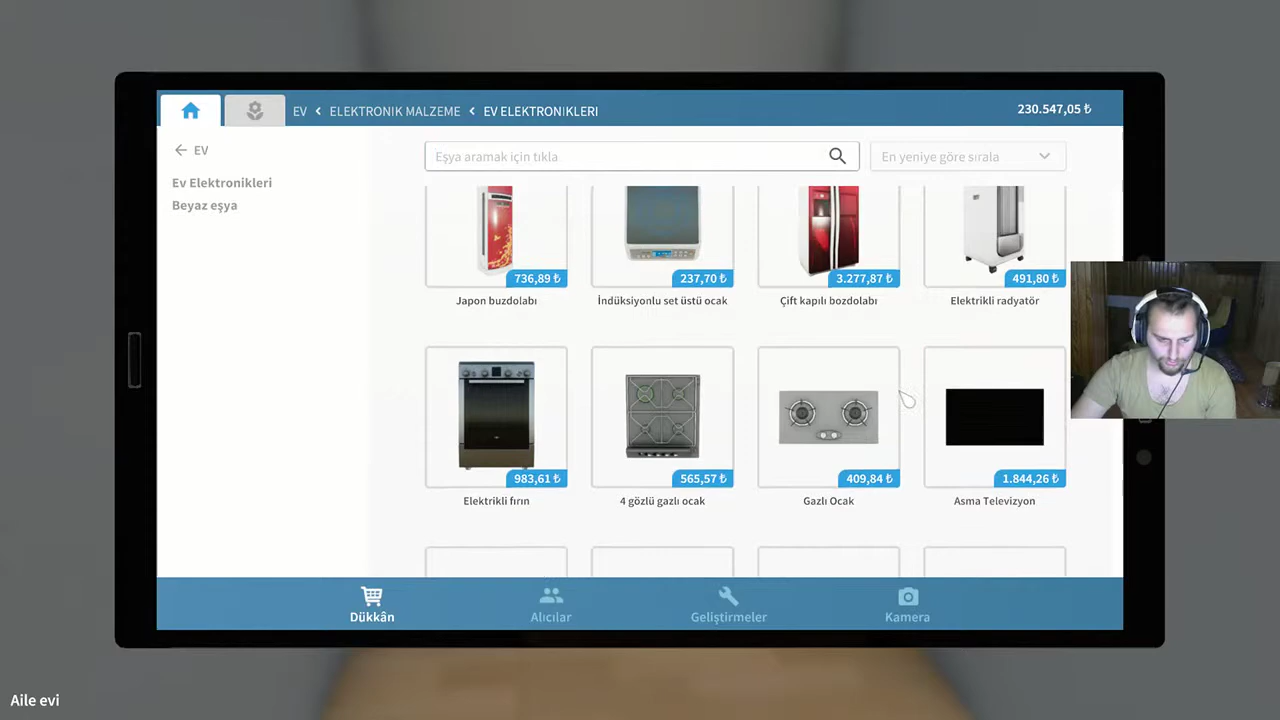 EV < ELEKTRONIK MALZEME < EV ELEKTRONIKLERI
230.547,05 ₺
EV
Eşya aramak için tıkla
En yeniye göre sırala
Ev Elektronikleri
Beyaz eşya
736,89 ₺
237,70 ₺
3.277,87 ₺
491,80 ₺
Japon buzdolabı
İndüksiyonlu set üstü ocak
Çift kapılı bozdolabı
Elektrikli radyatör
983,61 ₺
565,57 ₺
409,84 ₺
1.844,26 ₺
Elektrikli fırın
4 gözlü gazlı ocak
Gazlı Ocak
Asma Televizyon
Dükkân
Alıcılar
Geliştirmeler
Kamera
Aile evi